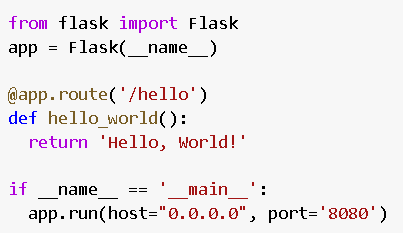 from flask import Flask
app = Flask(__name__)
@app.route('/hello')
def hello_world():
  return 'Hello, World!'
if __name__ == '__main__':
  app.run(host="0.0.0.0", port='8080')